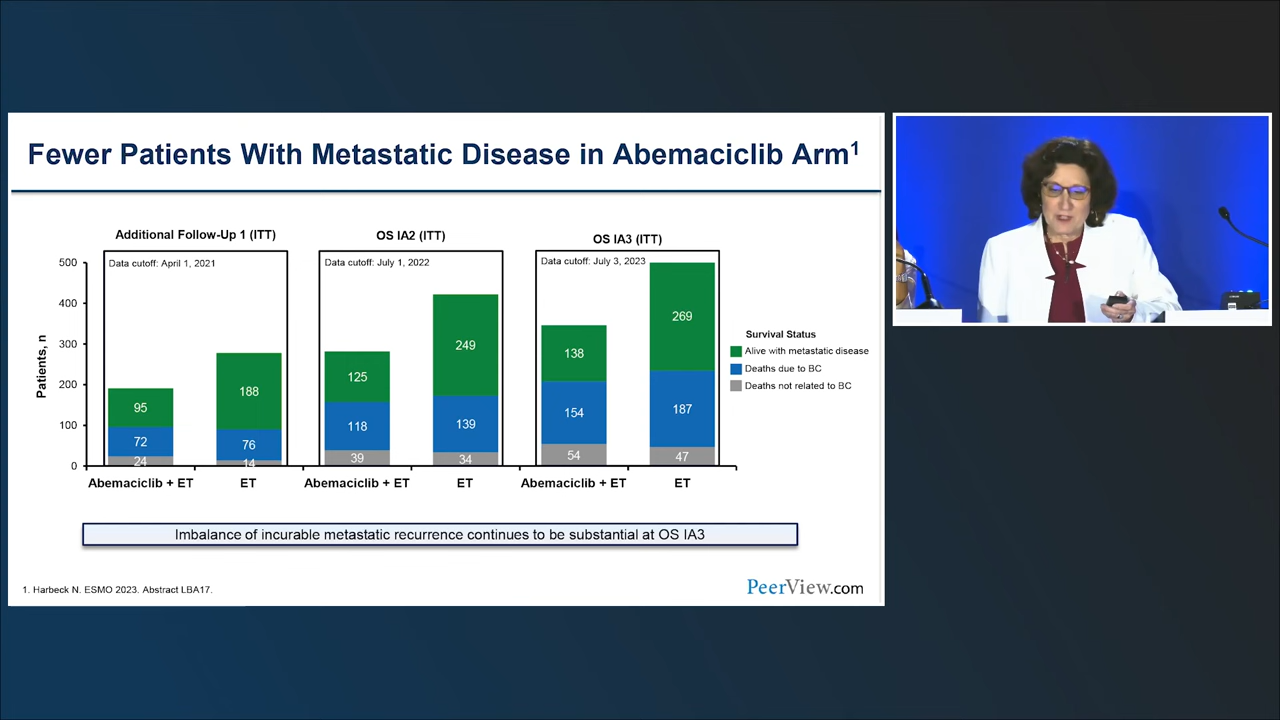 Fewer Patients With Metastatic Disease in Abemaciclib Arm1
Additional Follow-Up 1 (ITT)
OS IA2 (ITT)
OS IA3 (ITT)
Data cutoff: April 1, 2021
Data cutoff: July 1, 2022
Data cutoff: July 3, 2023
Patients, n
500
400
300
200
100
0
95
72
24
188
76
14
125
118
39
249
139
34
138
154
54
269
187
47
Abemaciclib + ET
ET
Abemaciclib + ET
ET
Abemaciclib + ET
ET
Survival Status
Alive with metastatic disease
Deaths due to BC
Deaths not related to BC
Imbalance of incurable metastatic recurrence continues to be substantial at OS IA3
1. Harbeck N. ESMO 2023. Abstract LBA17.
PeerView.com